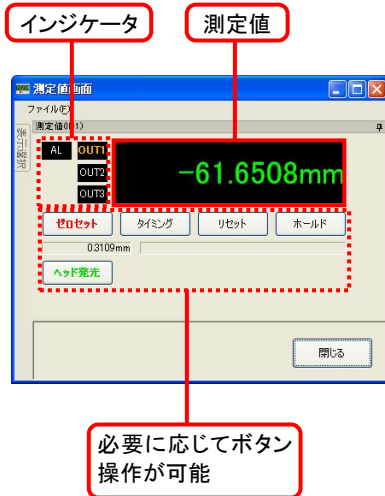 インジケータ
測定値
測定値画面
ファイル(F)
表示選択
測定値(01)
AL
OUT1
-61.6508mm
OUT2
OUT3
ゼロセット
タイミング
リセット
ホールド
0.3109mm
ヘッド発光
閉じる
必要に応じてボタン
操作が可能